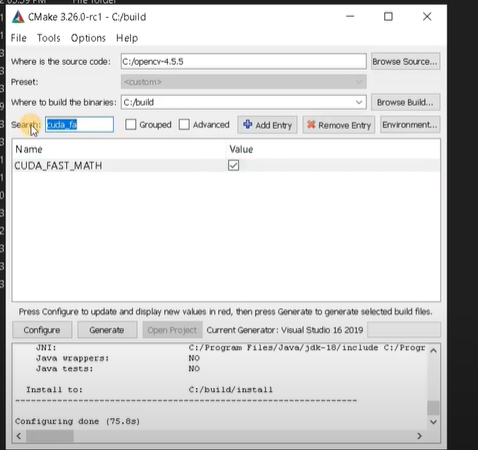 CMake 3.26.0-rc1 - C:/build
File Tools Options Help
Where is the source code: C:/opencv-4.5.5 Browse Source...
Preset: <custom>
Where to build the binaries: C:/build Browse Build...
Search: cuda_fa Grouped Advanced Add Entry Remove Entry Environment...
Name Value
CUDA_FAST_MATH
Press Configure to update and display new values in red, then press Generate to generate selected build files.
Configure Generate Open Project Current Generator: Visual Studio 16 2019
JNI: C:/Program Files/Java/jdk-18/include C:/Progr
Java wrappers: NO
Java tests: NO
Install to: C:/build/install
-----------------------------------------------------------------
Configuring done (75.8s)